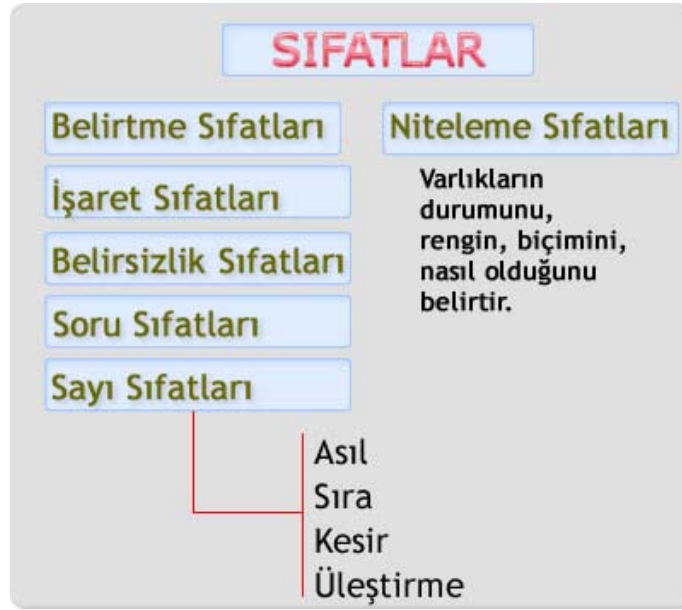 SIFATLAR
Belirtme Sıfatları
İşaret Sıfatları
Belirsizlik Sıfatları
Soru Sıfatları
Sayı Sıfatları
Asıl
Sıra
Kesir
Üleştirme
Niteleme Sıfatları
Varlıkların
durumunu,
rengin, biçimini,
nasıl olduğunu
belirtir.